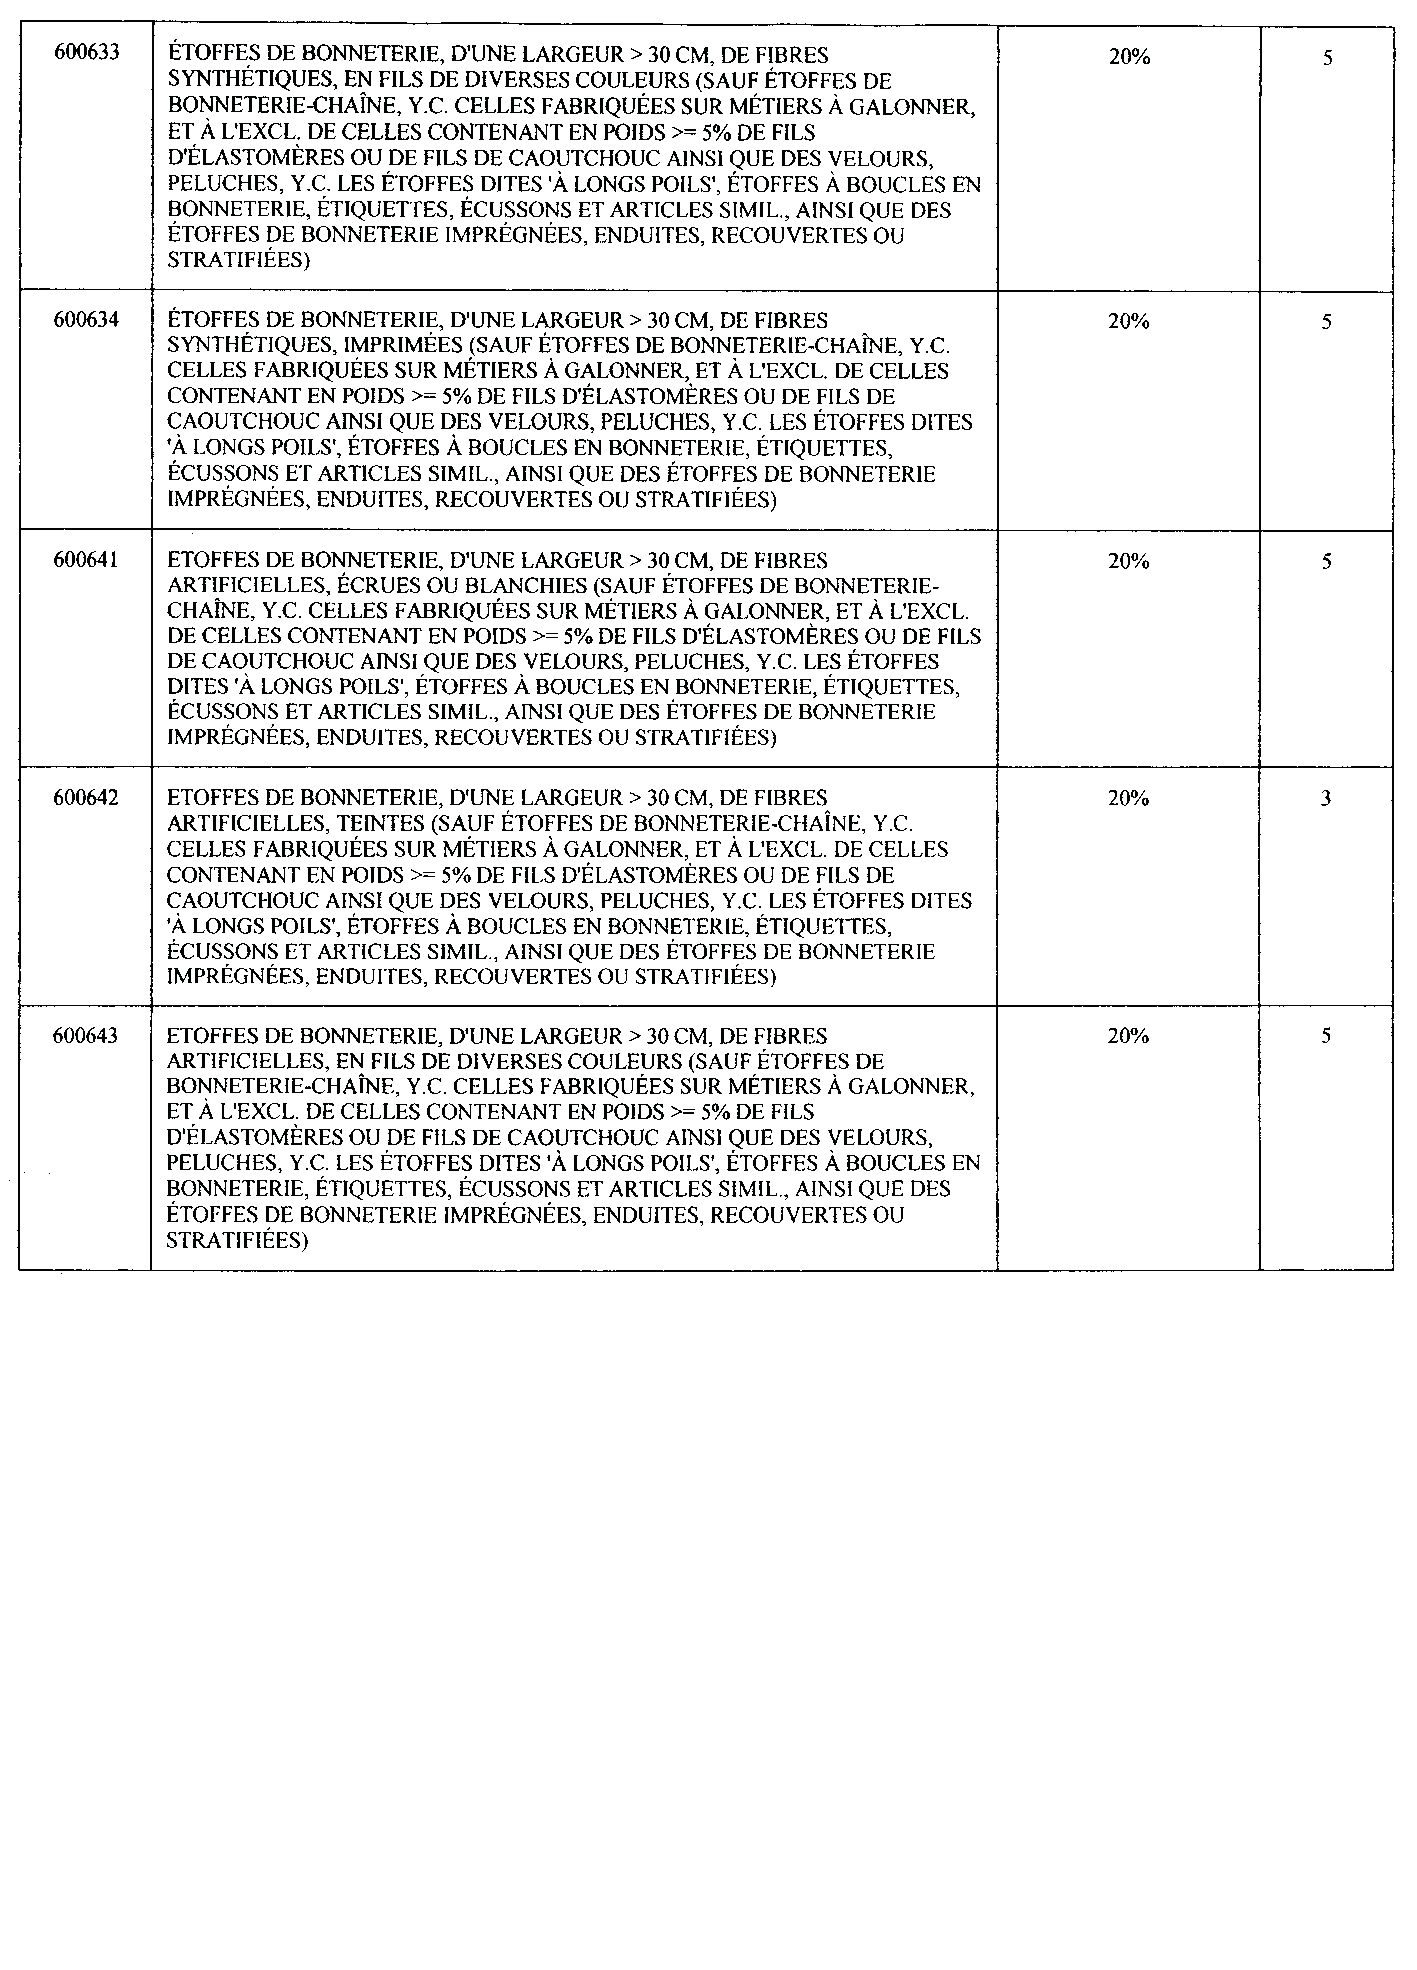 600633 ÉTOFFES DE BONNETERIE, D'UNE LARGEUR > 30 CM, DE FIBRES 20% 5
SYNTHÉTIQUES, EN FILS DE DIVERSES COULEURS (SAUF ÉTOFFES DE
BONNETERIE-CHAÎNE, Y.C. CELLES FABRIQUÉES SUR MÉTIERS À GALONNER,
ET À L'EXCL. DE CELLES CONTENANT EN POIDS >= 5% DE FILS
D'ÉLASTOMÈRES OU DE FILS DE CAOUTCHOUC AINSI QUE DES VELOURS,
PELUCHES, Y.C. LES ÉTOFFES DITES 'À LONGS POILS', ÉTOFFES À BOUCLES EN
BONNETERIE, ÉTIQUETTES, ÉCUSSONS ET ARTICLES SIMIL., AINSI QUE DES
ÉTOFFES DE BONNETERIE IMPRÉGNÉES, ENDUITES, RECOUVERTES OU
STRATIFIÉES)
600634 ÉTOFFES DE BONNETERIE, D'UNE LARGEUR > 30 CM, DE FIBRES 20% 5
SYNTHÉTIQUES, IMPRIMÉES (SAUF ÉTOFFES DE BONNETERIE-CHAÎNE, Y.C.
CELLES FABRIQUÉES SUR MÉTIERS À GALONNER, ET À L'EXCL. DE CELLES
CONTENANT EN POIDS >= 5% DE FILS D'ÉLASTOMÈRES OU DE FILS DE
CAOUTCHOUC AINSI QUE DES VELOURS, PELUCHES, Y.C. LES ÉTOFFES DITES
'À LONGS POILS', ÉTOFFES À BOUCLES EN BONNETERIE, ÉTIQUETTES,
ÉCUSSONS ET ARTICLES SIMIL., AINSI QUE DES ÉTOFFES DE BONNETERIE
IMPRÉGNÉES, ENDUITES, RECOUVERTES OU STRATIFIÉES)
600641 ETOFFES DE BONNETERIE, D'UNE LARGEUR > 30 CM, DE FIBRES 20% 5
ARTIFICIELLES, ÉCRUES OU BLANCHIES (SAUF ÉTOFFES DE BONNETERIE-
CHAÎNE, Y.C. CELLES FABRIQUÉES SUR MÉTIERS À GALONNER, ET À L'EXCL.
DE CELLES CONTENANT EN POIDS >= 5% DE FILS D'ÉLASTOMÈRES OU DE FILS
DE CAOUTCHOUC AINSI QUE DES VELOURS, PELUCHES, Y.C. LES ÉTOFFES
DITES 'À LONGS POILS', ÉTOFFES À BOUCLES EN BONNETERIE, ÉTIQUETTES,
ÉCUSSONS ET ARTICLES SIMIL., AINSI QUE DES ÉTOFFES DE BONNETERIE
IMPRÉGNÉES, ENDUITES, RECOUVERTES OU STRATIFIÉES)
600642 ETOFFES DE BONNETERIE, D'UNE LARGEUR > 30 CM, DE FIBRES 20% 3
ARTIFICIELLES, TEINTES (SAUF ÉTOFFES DE BONNETERIE-CHAÎNE, Y.C.
CELLES FABRIQUÉES SUR MÉTIERS À GALONNER, ET À L'EXCL. DE CELLES
CONTENANT EN POIDS >= 5% DE FILS D'ÉLASTOMÈRES OU DE FILS DE
CAOUTCHOUC AINSI QUE DES VELOURS, PELUCHES, Y.C. LES ÉTOFFES DITES
'À LONGS POILS', ÉTOFFES À BOUCLES EN BONNETERIE, ÉTIQUETTES,
ÉCUSSONS ET ARTICLES SIMIL., AINSI QUE DES ÉTOFFES DE BONNETERIE
IMPRÉGNÉES, ENDUITES, RECOUVERTES OU STRATIFIÉES)
600643 ETOFFES DE BONNETERIE, D'UNE LARGEUR > 30 CM, DE FIBRES 20% 5
ARTIFICIELLES, EN FILS DE DIVERSES COULEURS (SAUF ÉTOFFES DE
BONNETERIE-CHAÎNE, Y.C. CELLES FABRIQUÉES SUR MÉTIERS À GALONNER,
ET À L'EXCL. DE CELLES CONTENANT EN POIDS >= 5% DE FILS
D'ÉLASTOMÈRES OU DE FILS DE CAOUTCHOUC AINSI QUE DES VELOURS,
PELUCHES, Y.C. LES ÉTOFFES DITES 'À LONGS POILS', ÉTOFFES À BOUCLES EN
BONNETERIE, ÉTIQUETTES, ÉCUSSONS ET ARTICLES SIMIL., AINSI QUE DES
ÉTOFFES DE BONNETERIE IMPRÉGNÉES, ENDUITES, RECOUVERTES OU
STRATIFIÉES)